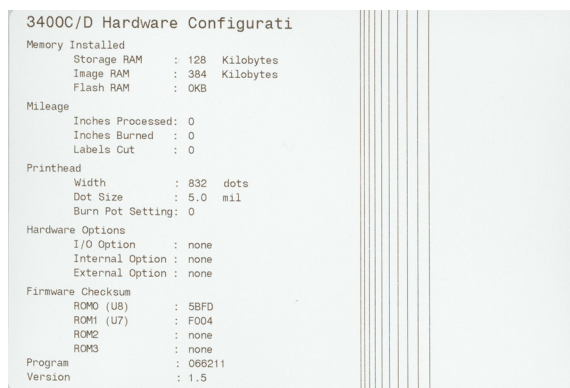 3400C/D Hardware Configurati
Memory Installed
Storage RAM : 128 Kilobytes
Image RAM : 384 Kilobytes
Flash RAM : 0KB
Mileage
Inches Processed: 0
Inches Burned : 0
Labels Cut : 0
Printhead
Width : 832 dots
Dot Size : 5.0 mil
Burn Pot Setting: 0
Hardware Options
I/O Option : none
Internal Option : none
External Option : none
Firmware Checksum
ROM0 (U8) : 5BFD
ROM1 (U7) : F004
ROM2 : none
ROM3 : none
Program : 066211
Version : 1.5